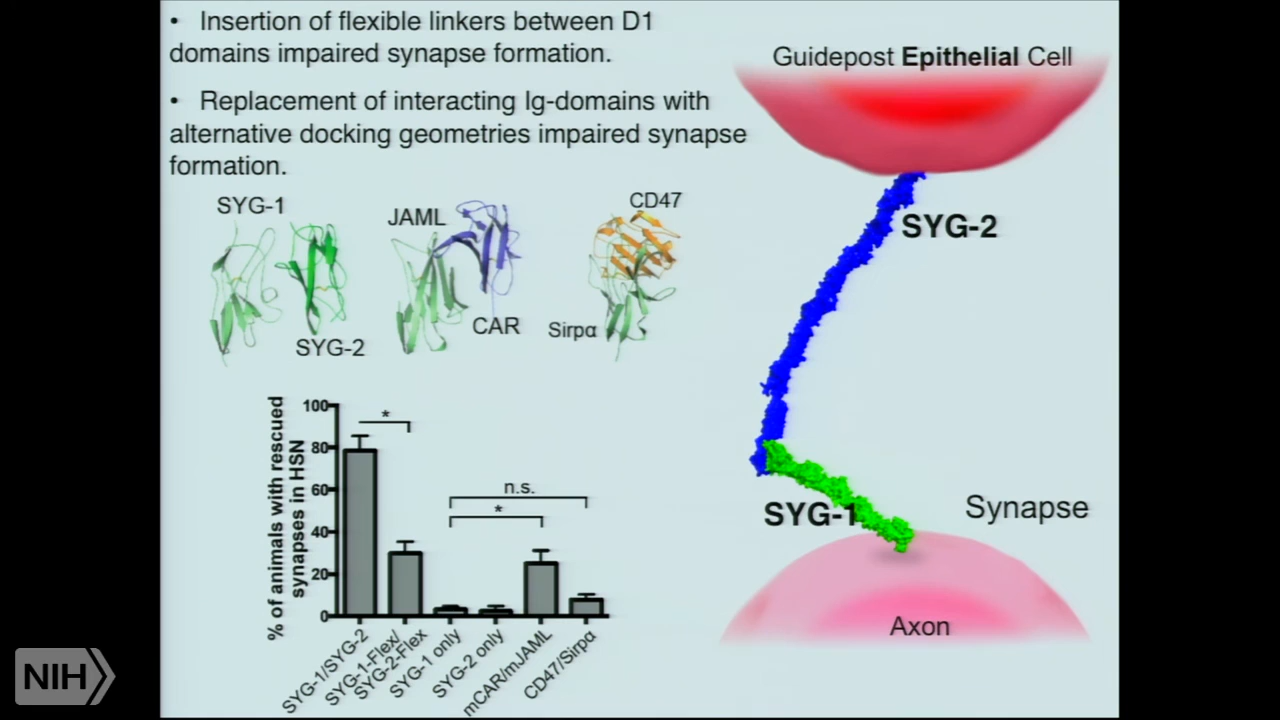 • Insertion of flexible linkers between D1
domains impaired synapse formation.
• Replacement of interacting Ig-domains with
alternative docking geometries impaired synapse
formation.
SYG-1
SYG-2
JAML
CAR
CD47
Sirpα
% of animals with rescued
synapses in HSN
100
80
60
40
20
0
*
n.s.
*
SYG-1/SYG-2
SYG-1-Flex/
SYG-2-Flex
SYG-1 only
SYG-2 only
mCAR/mJAML
CD47/Sirpα
Guidepost Epithelial Cell
SYG-2
SYG-1
Synapse
Axon
NIH